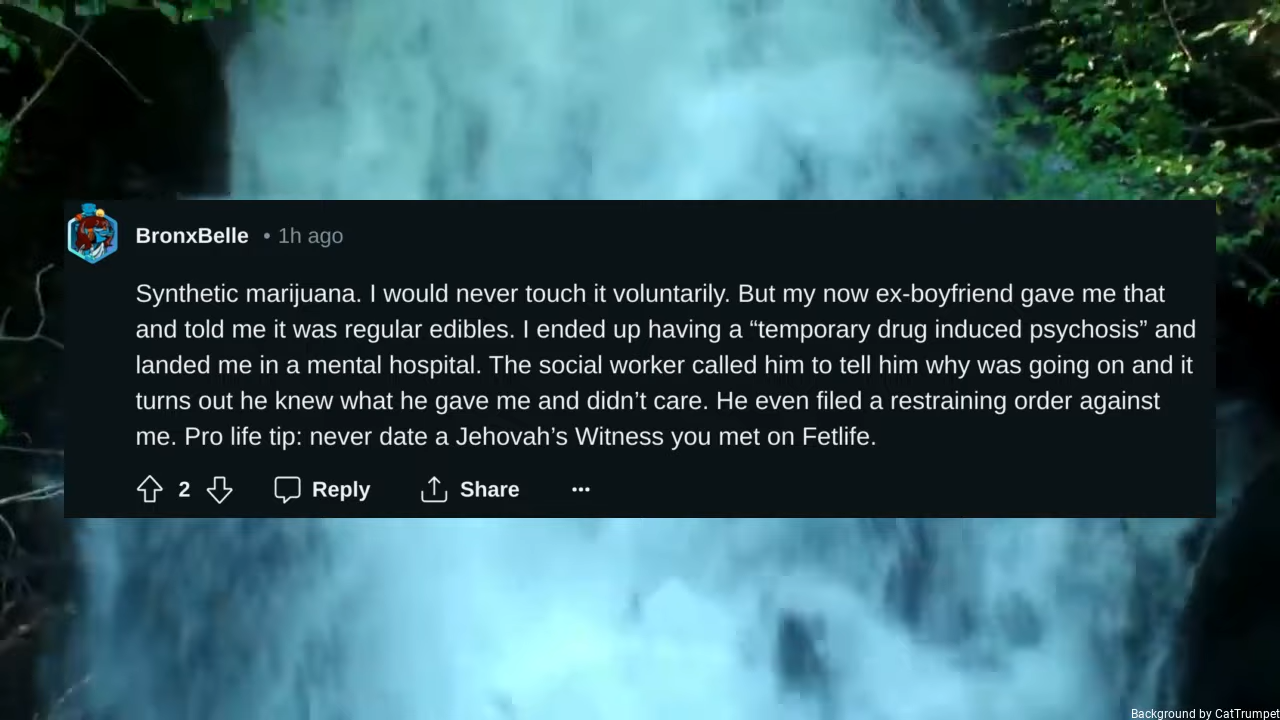 BronxBelle • 1h ago
Synthetic marijuana. I would never touch it voluntarily. But my now ex-boyfriend gave me that
and told me it was regular edibles. I ended up having a “temporary drug induced psychosis” and
landed me in a mental hospital. The social worker called him to tell him why was going on and it
turns out he knew what he gave me and didn’t care. He even filed a restraining order against
me. Pro life tip: never date a Jehovah’s Witness you met on Fetlife.
2 Reply Share ···
Background by CatTrumpet